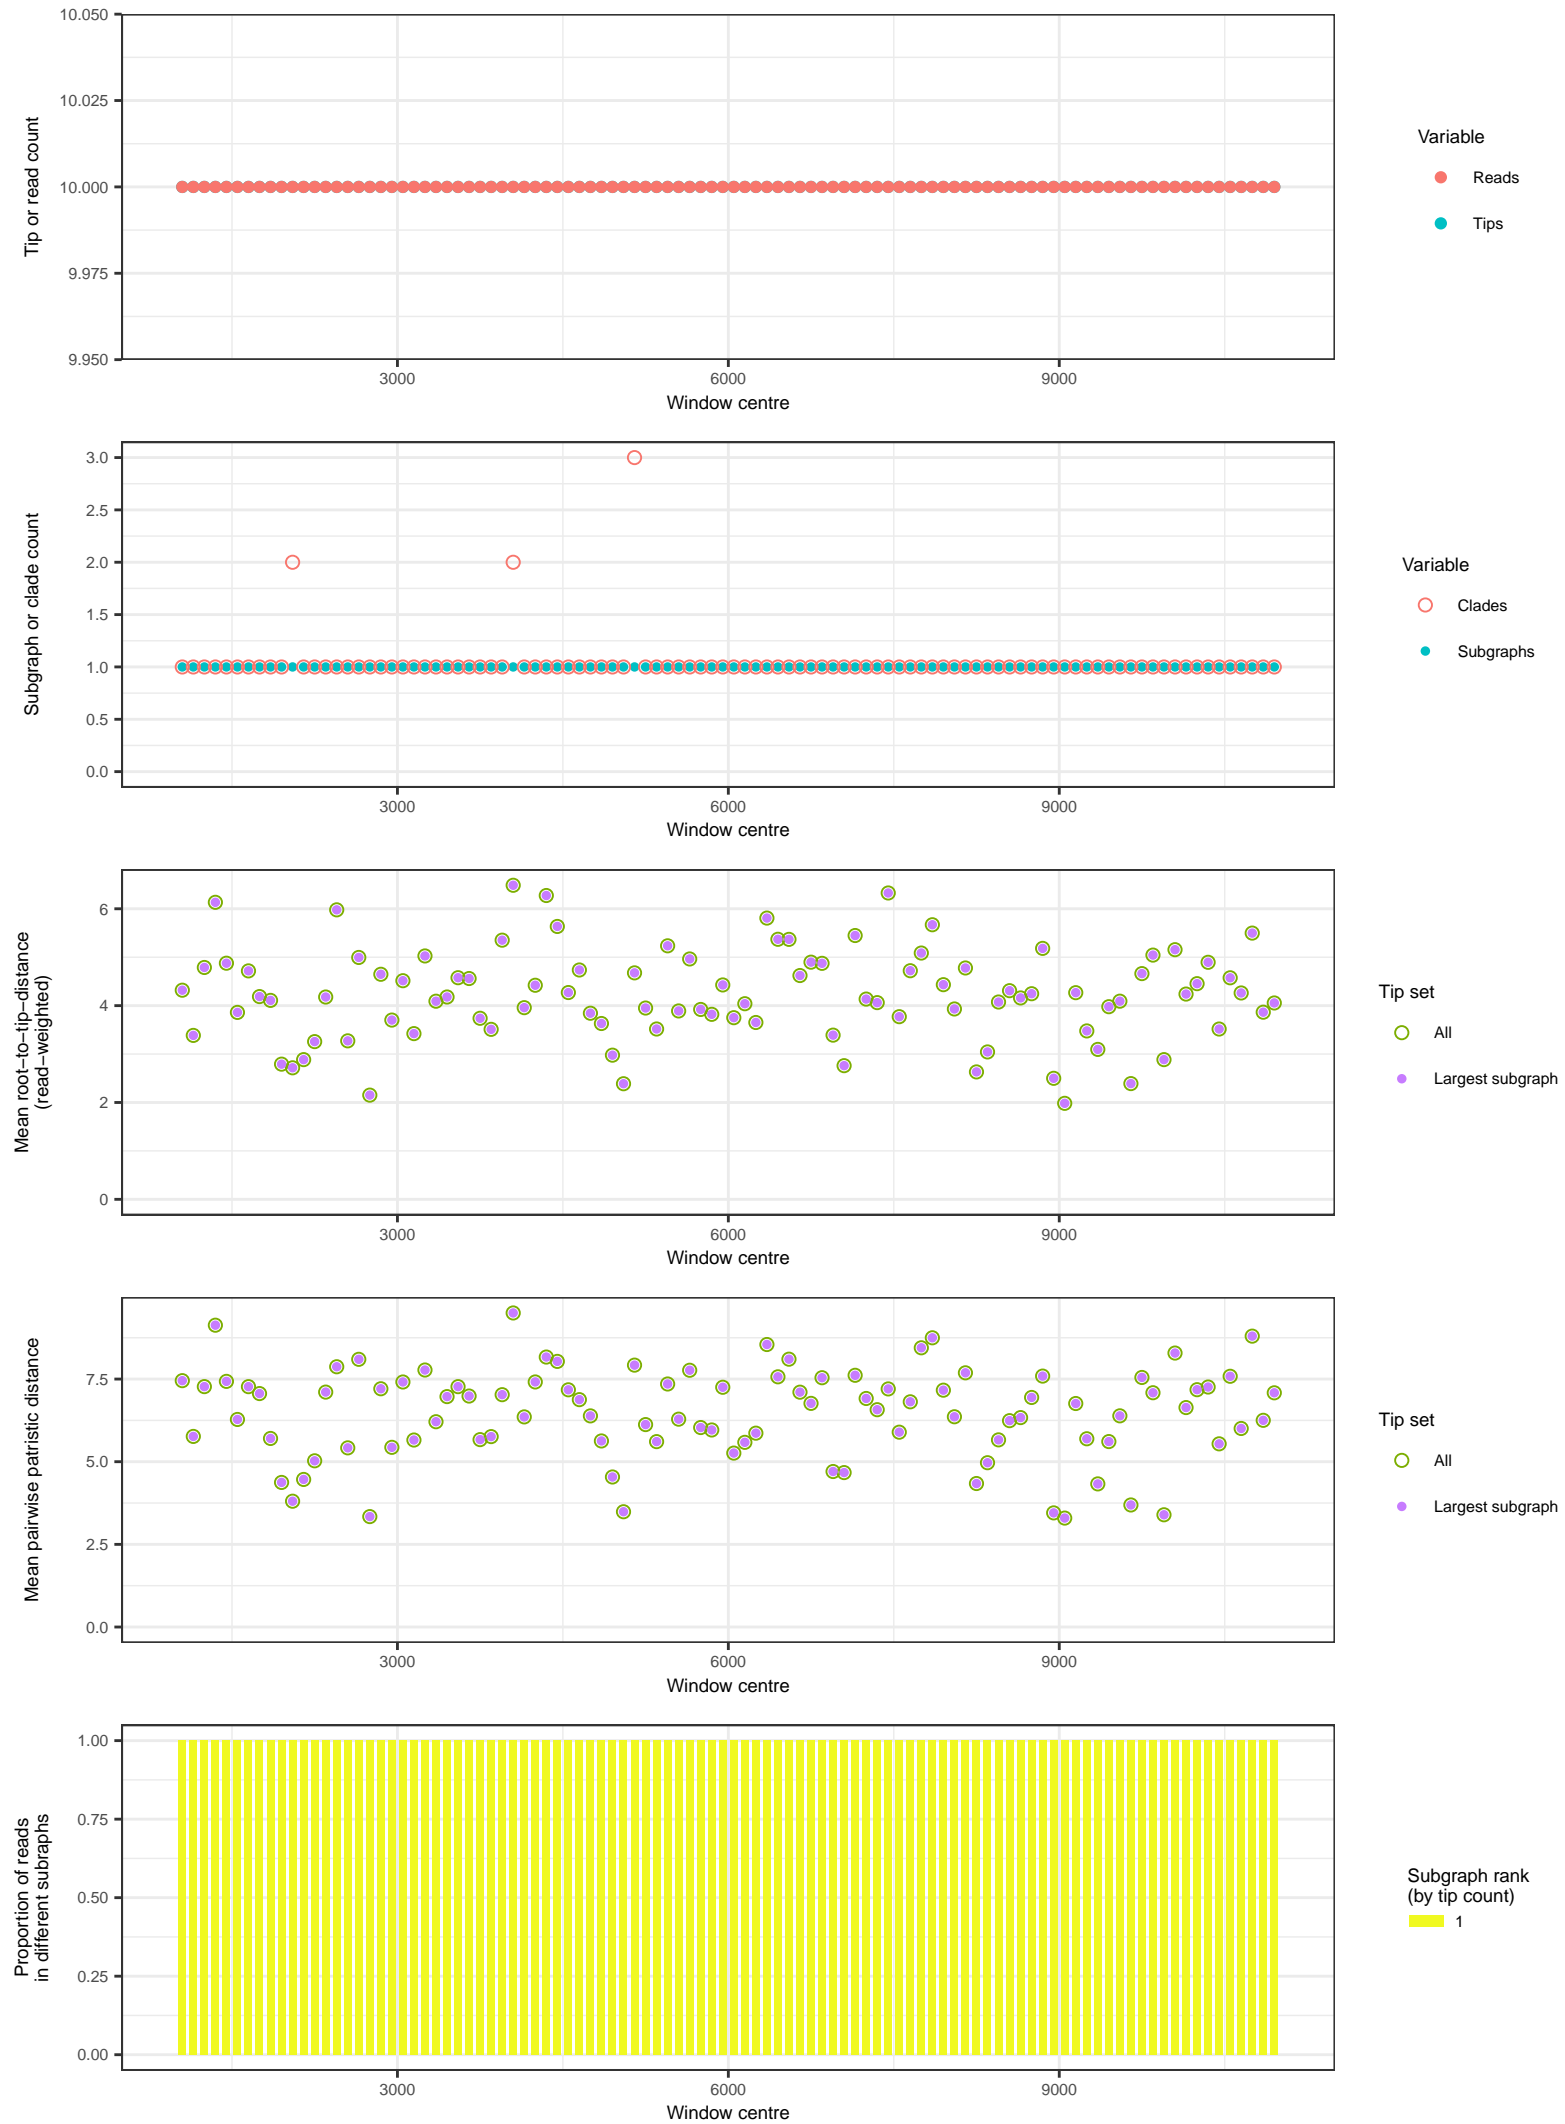 10.050
10.025
10.000
9.975
9.950
Tip or read count
3000 6000 9000
Window centre
Variable
Reads
Tips
3.0
2.5
2.0
1.5
1.0
0.5
0.0
Subgraph or clade count
3000 6000 9000
Window centre
Variable
Clades
Subgraphs
6
4
2
0
Mean root−to−tip−distance
(read−weighted)
3000 6000 9000
Window centre
Tip set
All
Largest subgraph
7.5
5.0
2.5
0.0
Mean pairwise patristic distance
3000 6000 9000
Window centre
Tip set
All
Largest subgraph
1.00
0.75
0.50
0.25
0.00
Proportion of reads
in different subraphs
3000 6000 9000
Window centre
Subgraph rank
(by tip count)
1